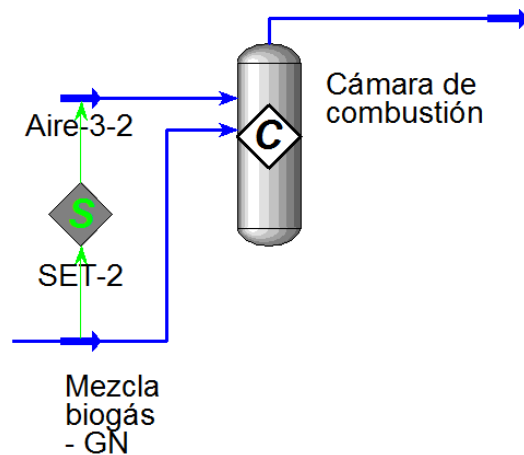 Cámara de
combustión
Aire-3-2
C
S
SET-2
Mezcla
biogás
- GN